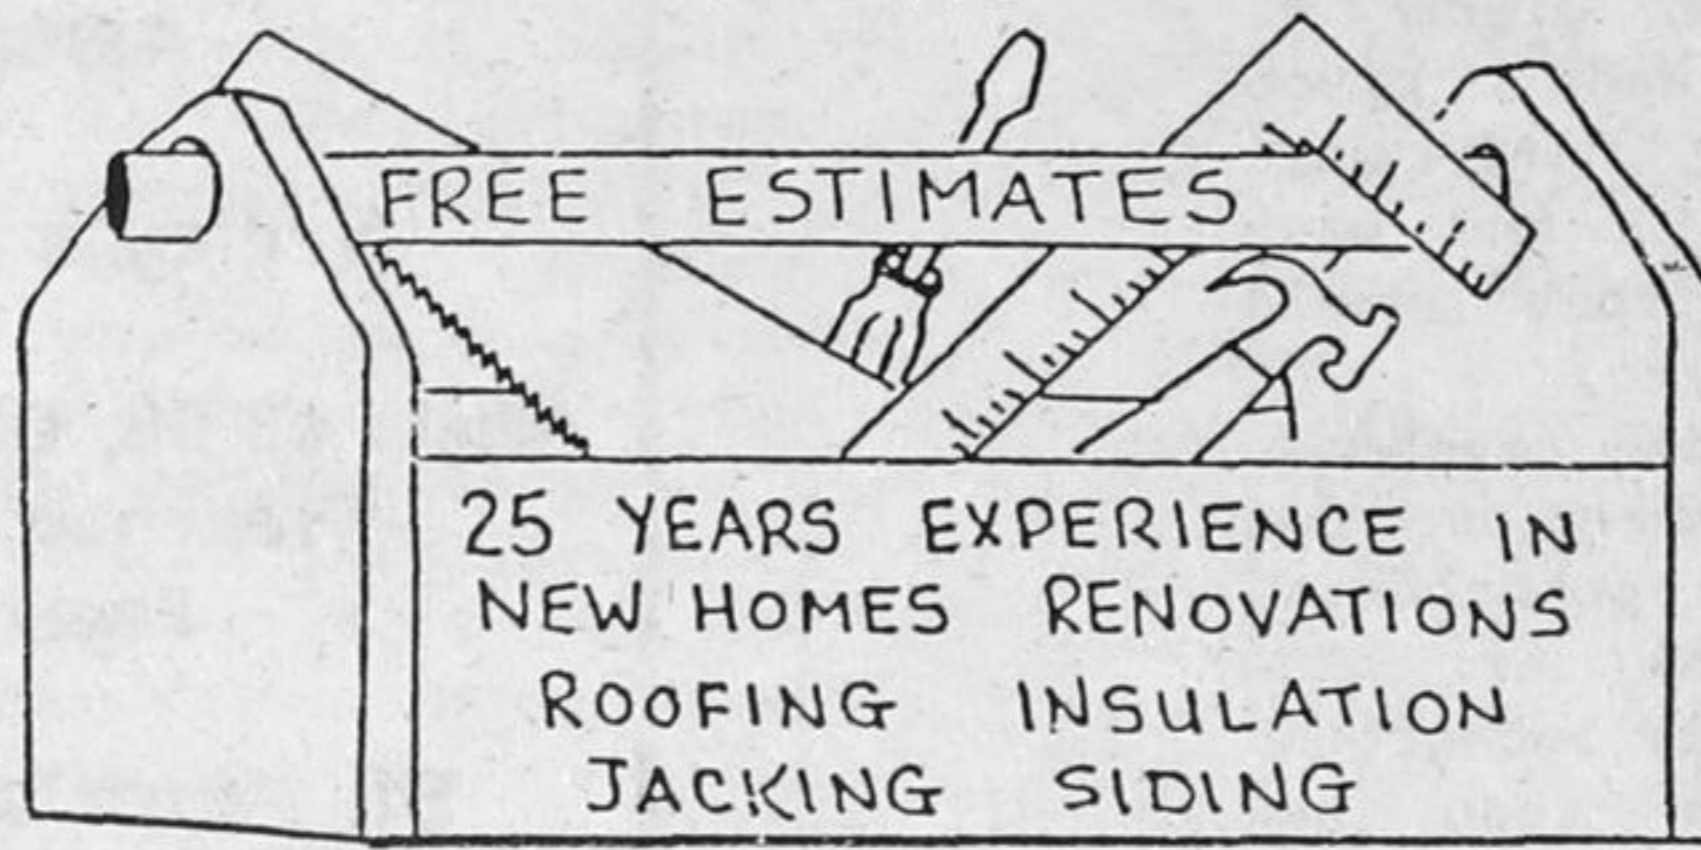 FREE ESTIMATES
25 YEARS EXPERIENCE IN
NEW HOMES RENOVATIONS
ROOFING INSULATION
JACKING SIDING